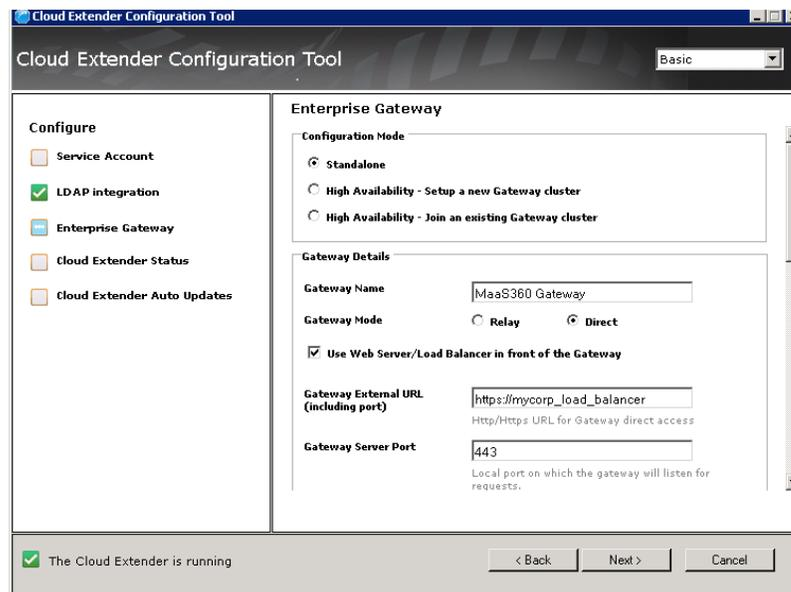 Cloud Extender Configuration Tool
Cloud Extender Configuration Tool
Basic
Configure
Service Account
LDAP integration
Enterprise Gateway
Cloud Extender Status
Cloud Extender Auto Updates
Enterprise Gateway
Configuration Mode
Standalone
High Availability - Setup a new Gateway cluster
High Availability - Join an existing Gateway cluster
Gateway Details
Gateway Name
MaaS360 Gateway
Gateway Mode
Relay
Direct
Use Web Server/Load Balancer in front of the Gateway
Gateway External URL
(including port)
https://mycorp_load_balancer
Http/Https URL for Gateway direct access
Gateway Server Port
443
Local port on which the gateway will listen for
requests.
The Cloud Extender is running
< Back
Next >
Cancel